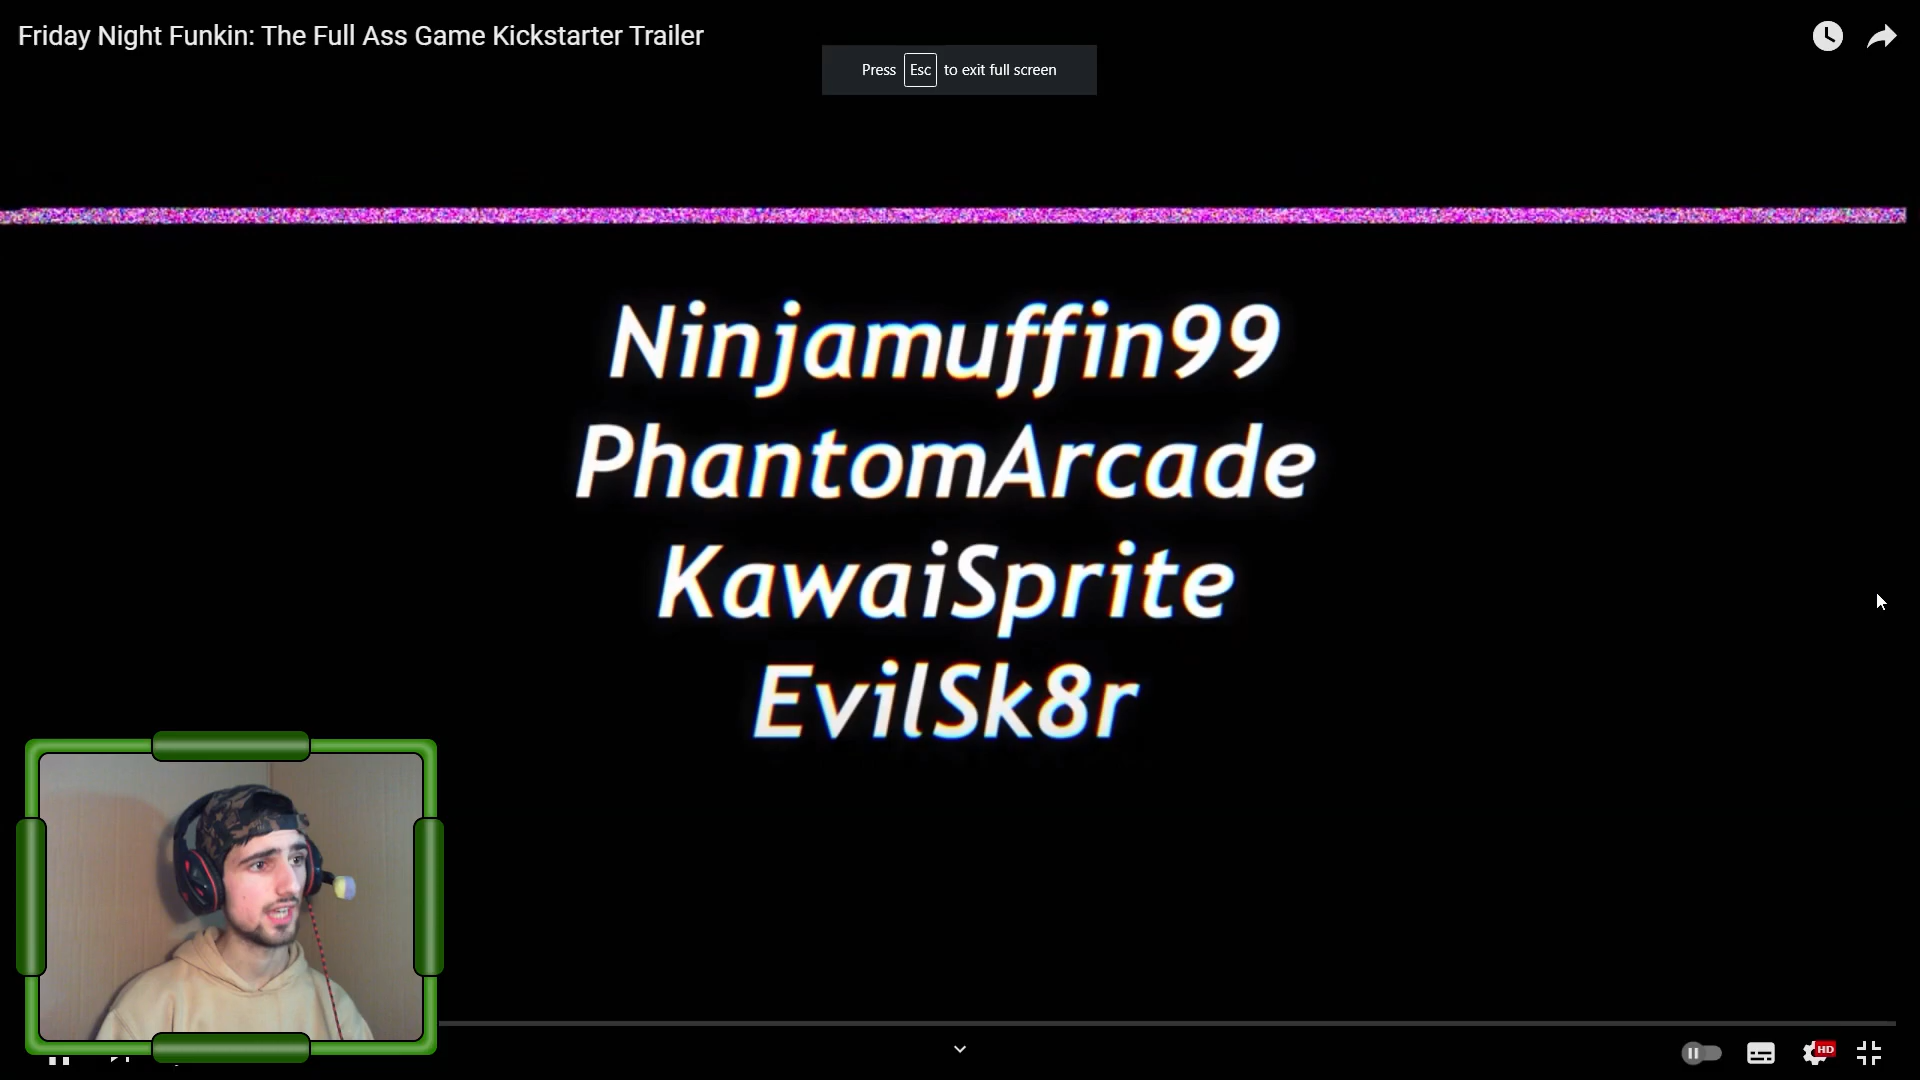 Friday Night Funkin: The Full Ass Game Kickstarter Trailer
Press Esc to exit full screen
Ninjamuffin99
PhantomArcade
KawaiSprite
EvilSk8r
HD